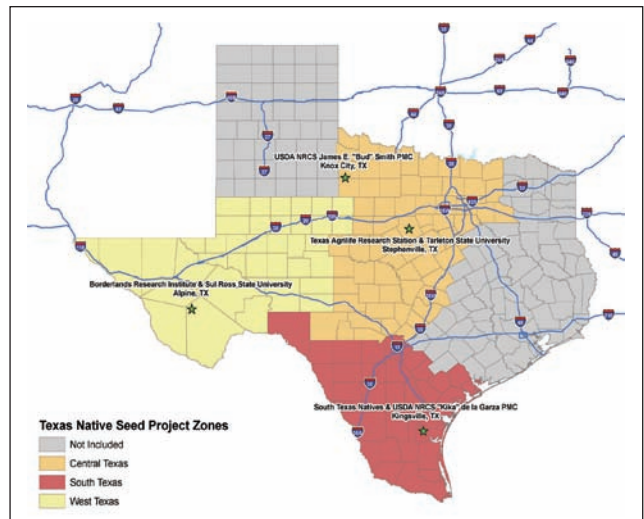 USDA NRCS James E. "Bud" Smith PMC
Knox City, TX
Texas Agrilife Research Station & Tarleton State University
Stephenville, TX
Borderlands Research Institute & Sul Ross State University
Alpine, TX
South Texas Natives & USDA NRCS "Kika" de la Garza PMC
Kingsville, TX
Texas Native Seed Project Zones
Not Included
Central Texas
South Texas
West Texas